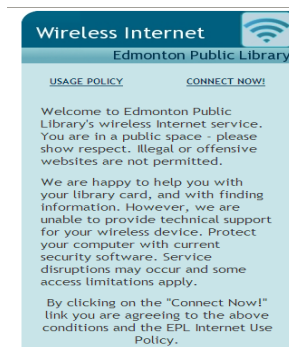 Wireless Internet
Edmonton Public Library
USAGE POLICY CONNECT NOW!
Welcome to Edmonton Public
Library's wireless Internet service.
You are in a public space - please
show respect. Illegal or offensive
websites are not permitted.
We are happy to help you with
your library card, and with finding
information. However, we are
unable to provide technical support
for your wireless device. Protect
your computer with current
security software. Service
disruptions may occur and some
access limitations apply.
By clicking on the "Connect Now!"
link you are agreeing to the above
conditions and the EPL Internet Use
Policy.